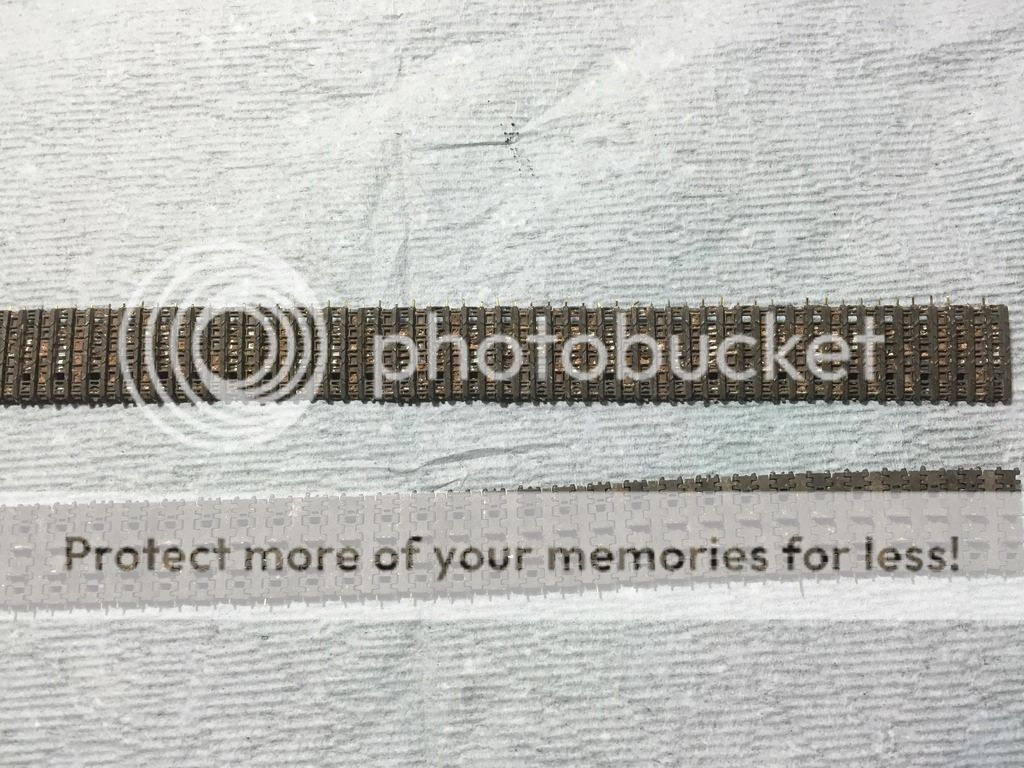 photobucket
Protect more of your memories for less!